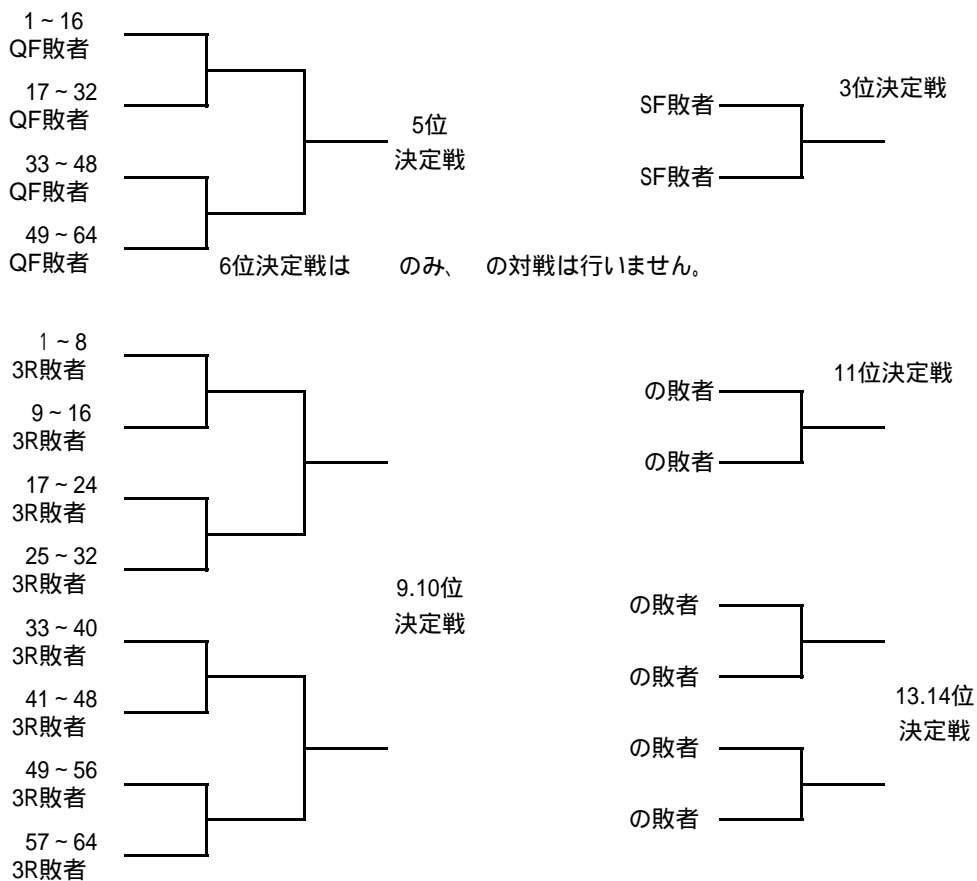 1～16
QF敗者
17～32
QF敗者
33～48
QF敗者
49～64
QF敗者
5位
決定戦
3位決定戦
SF敗者
SF敗者
6位決定戦は　　のみ、　の対戦は行いません。
1～8
3R敗者
9～16
3R敗者
17～24
3R敗者
25～32
3R敗者
33～40
3R敗者
41～48
3R敗者
49～56
3R敗者
57～64
3R敗者
9.10位
決定戦
11位決定戦
の敗者
の敗者
の敗者
の敗者
の敗者
の敗者
13.14位
決定戦